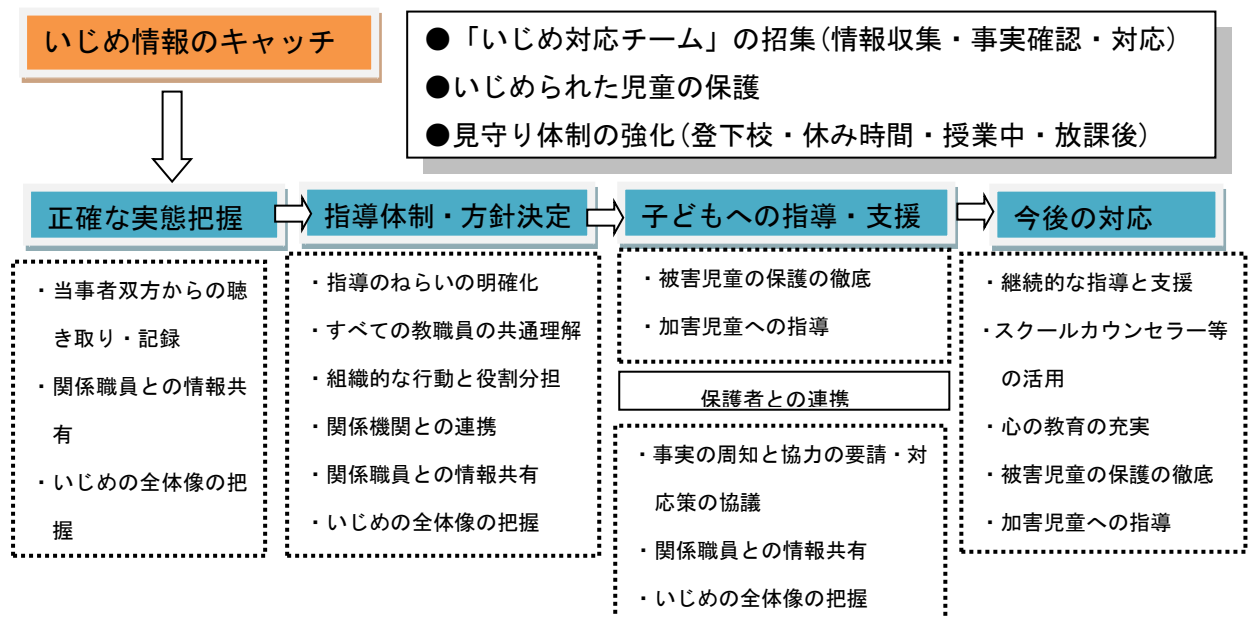 いじめ情報のキャッチ
●「いじめ対応チーム」の招集(情報収集・事実確認・対応)
●いじめられた児童の保護
●見守り体制の強化(登下校・休み時間・授業中・放課後)
正確な実態把握
・当事者双方からの聴
き取り・記録
・関係職員との情報共
有
・いじめの全体像の把
握
指導体制・方針決定
・指導のねらいの明確化
・すべての教職員の共通理解
・組織的な行動と役割分担
・関係機関との連携
・関係職員との情報共有
・いじめの全体像の把握
子どもへの指導・支援
・被害児童の保護の徹底
・加害児童への指導
保護者との連携
・事実の周知と協力の要請・対
応策の協議
・関係職員との情報共有
・いじめの全体像の把握
今後の対応
・継続的な指導と支援
・スクールカウンセラー等
の活用
・心の教育の充実
・被害児童の保護の徹底
・加害児童への指導